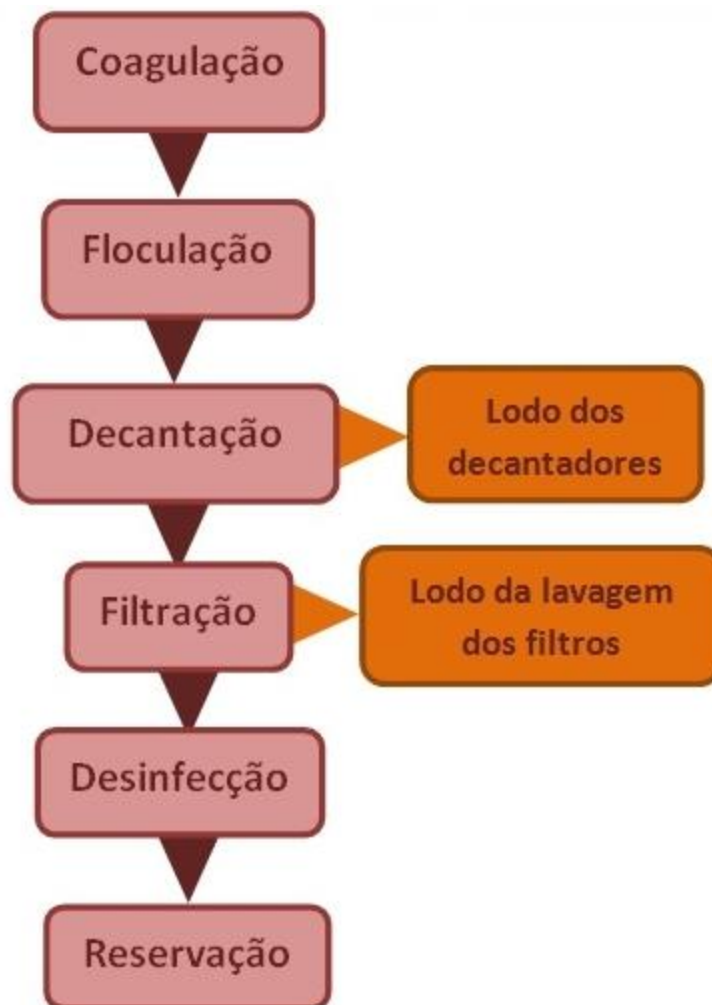 Coagulação
Floculação
Decantação
Lodo dos
decantadores
Filtração
Lodo da lavagem
dos filtros
Desinfecção
Reservação